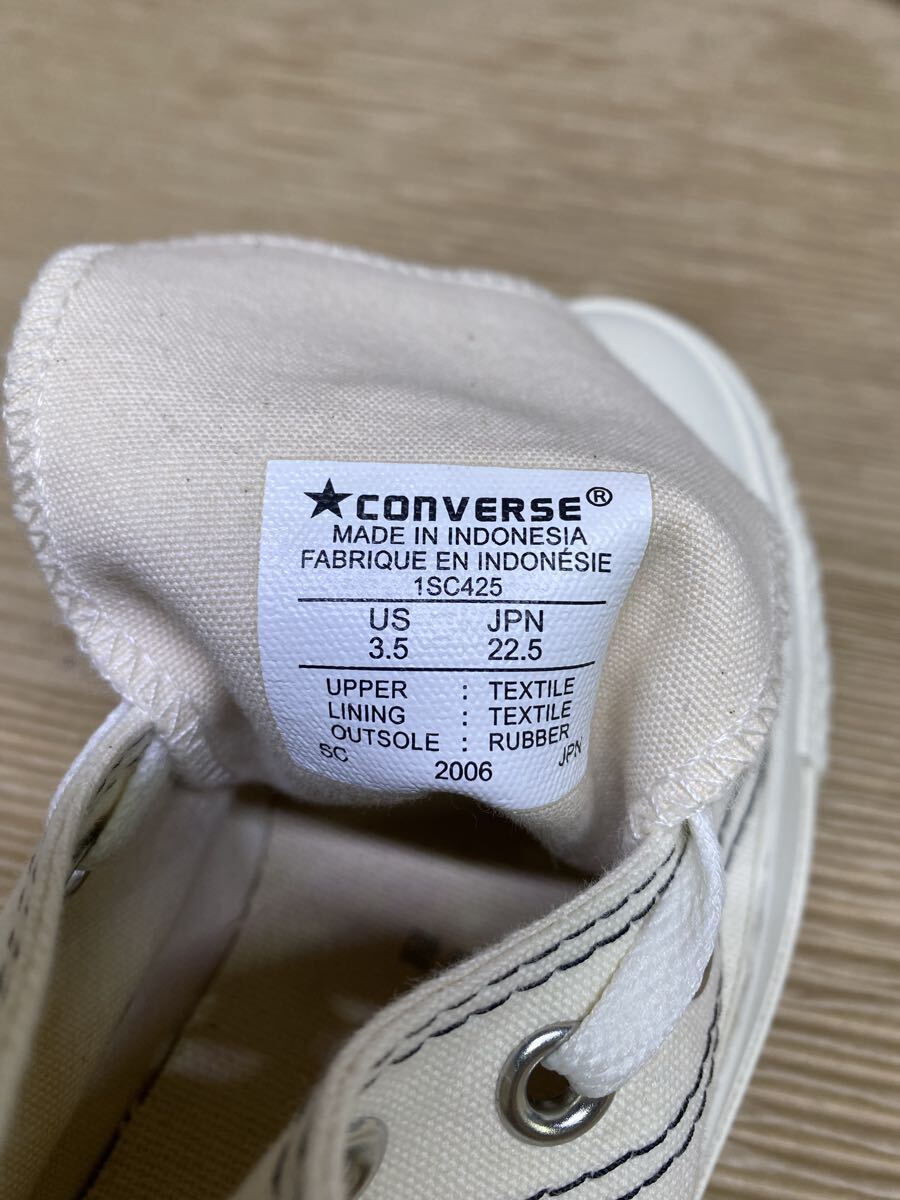 ★CONVERSE®
MADE IN INDONESIA
FABRIQUE EN INDONÉSIE
1SC425
US JPN
3.5 22.5
UPPER : TEXTILE
LINING : TEXTILE
OUTSOLE : RUBBER
SC 2006 JPN